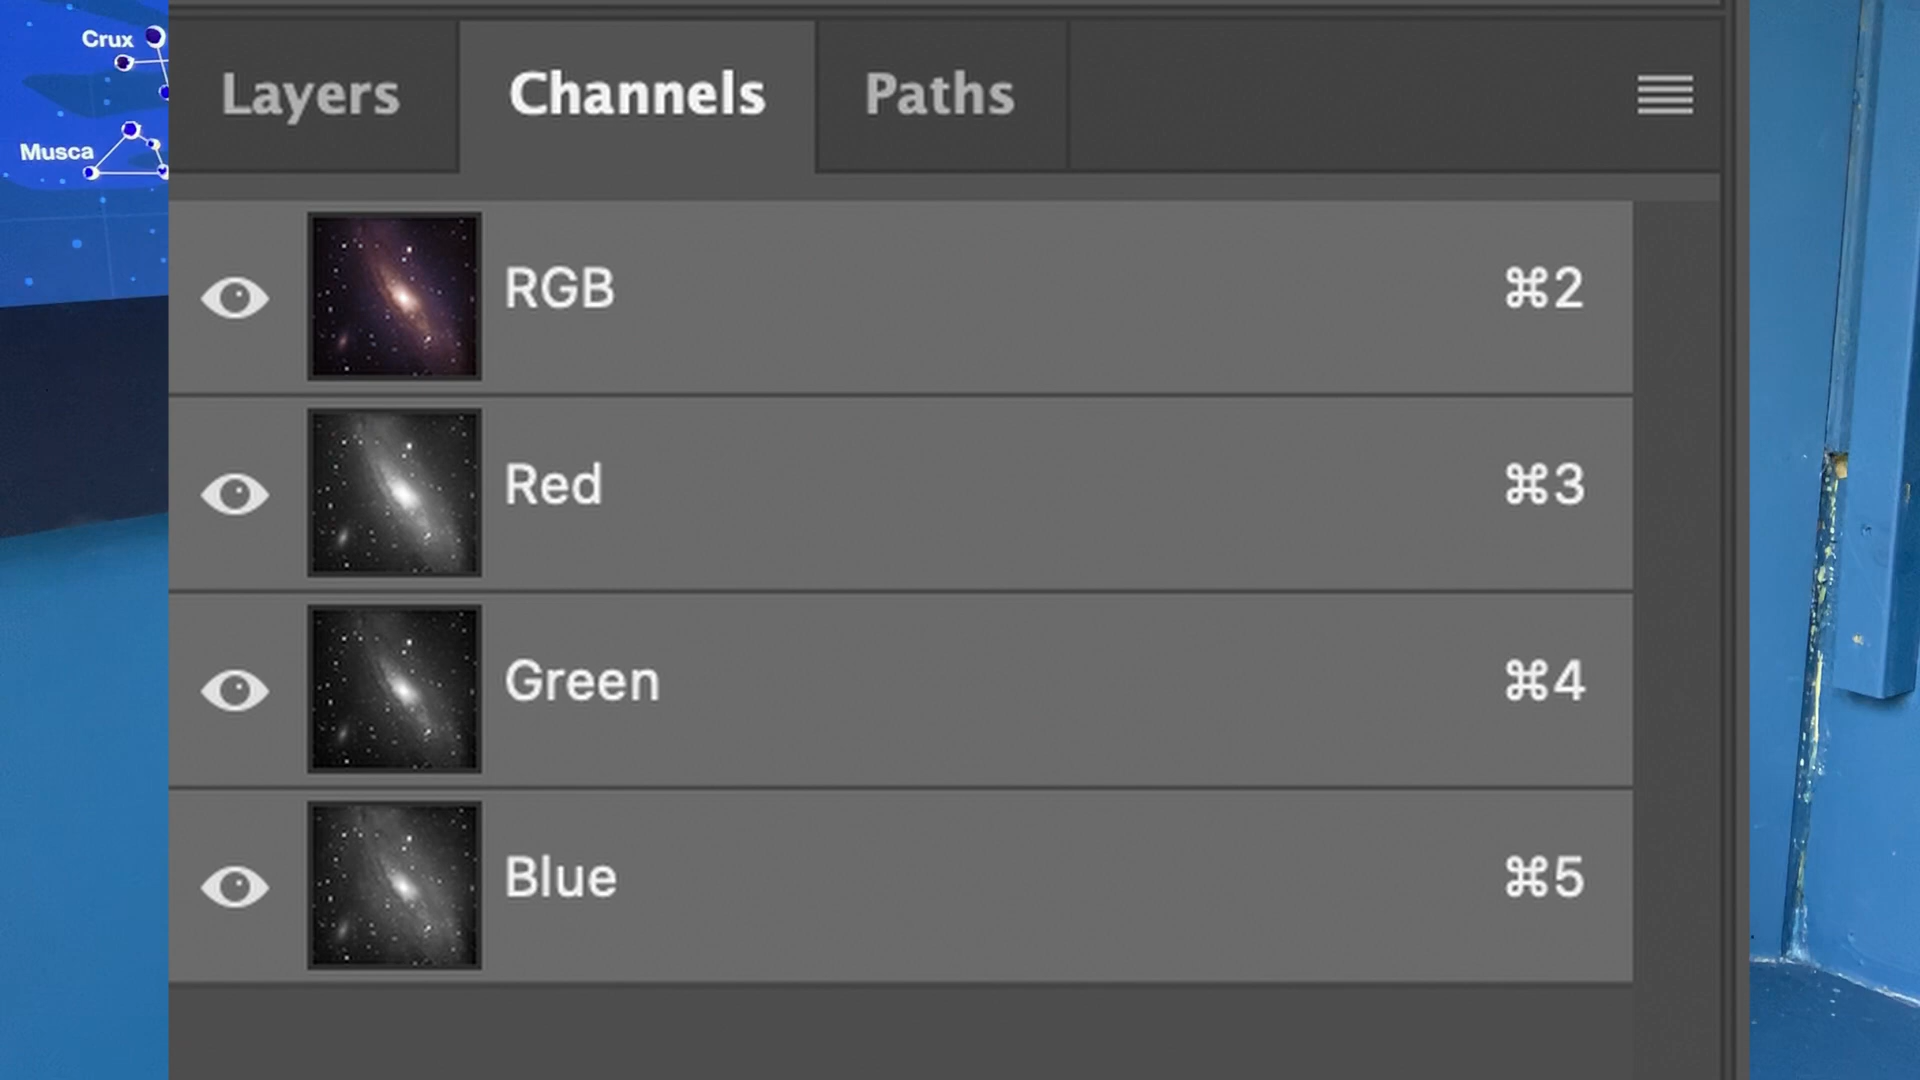 Crux
Musca
Layers Channels Paths
RGB ⌘2
Red ⌘3
Green ⌘4
Blue ⌘5